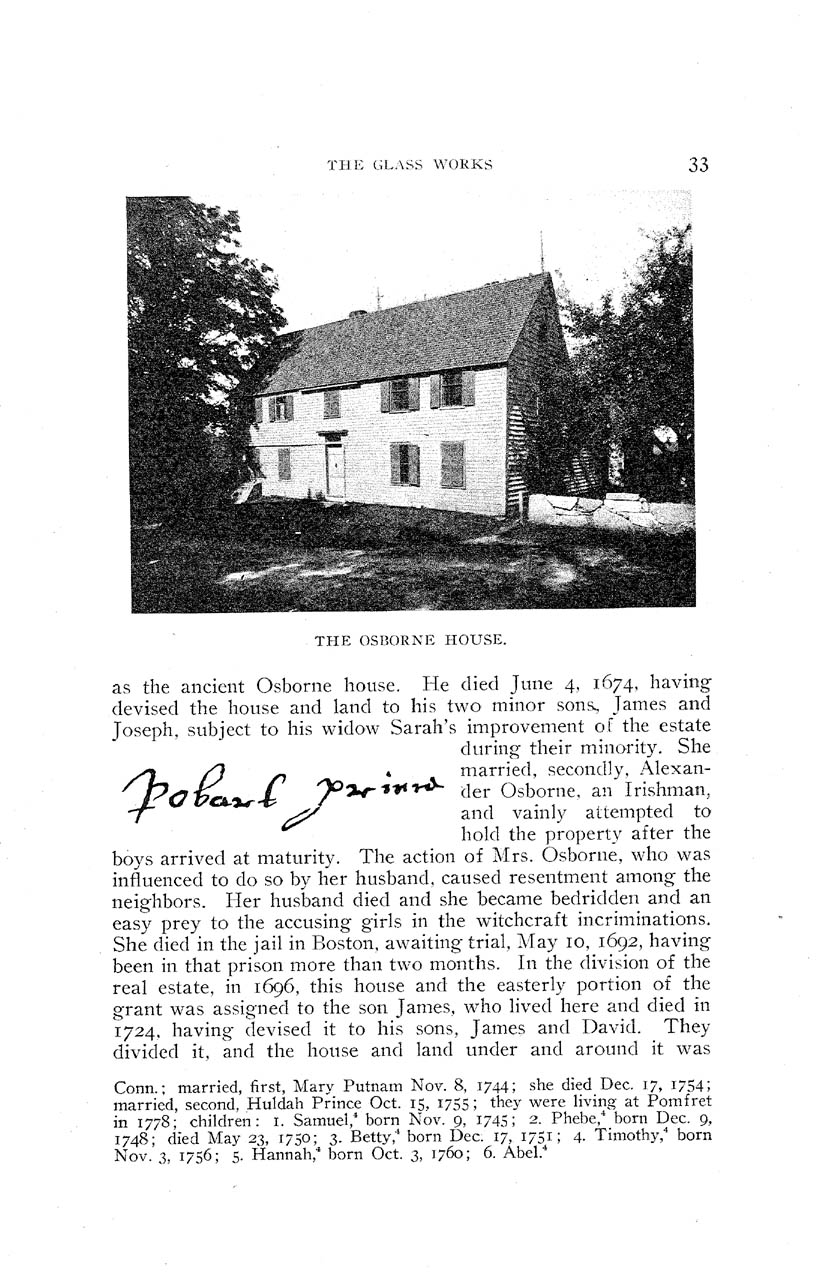 THE GLASS WORKS 33
THE OSBORNE HOUSE.
as the ancient Osborne house. He died June 4, 1674, having
devised the house and land to his two minor sons, James and
Joseph, subject to his widow Sarah's improvement of the estate
during their minority. She
married, secondly, Alexan-
der Osborne, an Irishman,
and vainly attempted to
hold the property after the
Robart prince
boys arrived at maturity. The action of Mrs. Osborne, who was
influenced to do so by her husband, caused resentment among the
neighbors. Her husband died and she became bedridden and an
easy prey to the accusing girls in the witchcraft incriminations.
She died in the jail in Boston, awaiting trial, May 10, 1692, having
been in that prison more than two months. In the division of the
real estate, in 1696, this house and the easterly portion of the
grant was assigned to the son James, who lived here and died in
1724, having devised it to his sons, James and David. They
divided it, and the house and land under and around it was
Conn.; married, first, Mary Putnam Nov. 8, 1744; she died Dec. 17, 1754;
married, second, Huldah Prince Oct. 15, 1755; they were living at Pomfret
in 1778; children: 1. Samuel,⁴ born Nov. 9, 1745; 2. Phebe,⁴ born Dec. 9,
1748; died May 23, 1750; 3. Betty,⁴ born Dec. 17, 1751; 4. Timothy,⁴ born
Nov. 3, 1756; 5. Hannah,⁴ born Oct. 3, 1760; 6. Abel.⁴